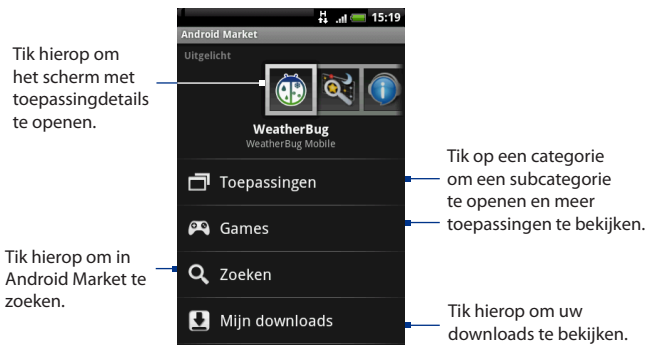 15:19
Android Market
Uitgelicht
WeatherBug
WeatherBug Mobile
Toepassingen
Games
Zoeken
Mijn downloads
Tik hierop om
het scherm met
toepassingdetails
te openen.
Tik hierop om in
Android Market te
zoeken.
Tik op een categorie
om een subcategorie
te openen en meer
toepassingen te bekijken.
Tik hierop om uw
downloads te bekijken.